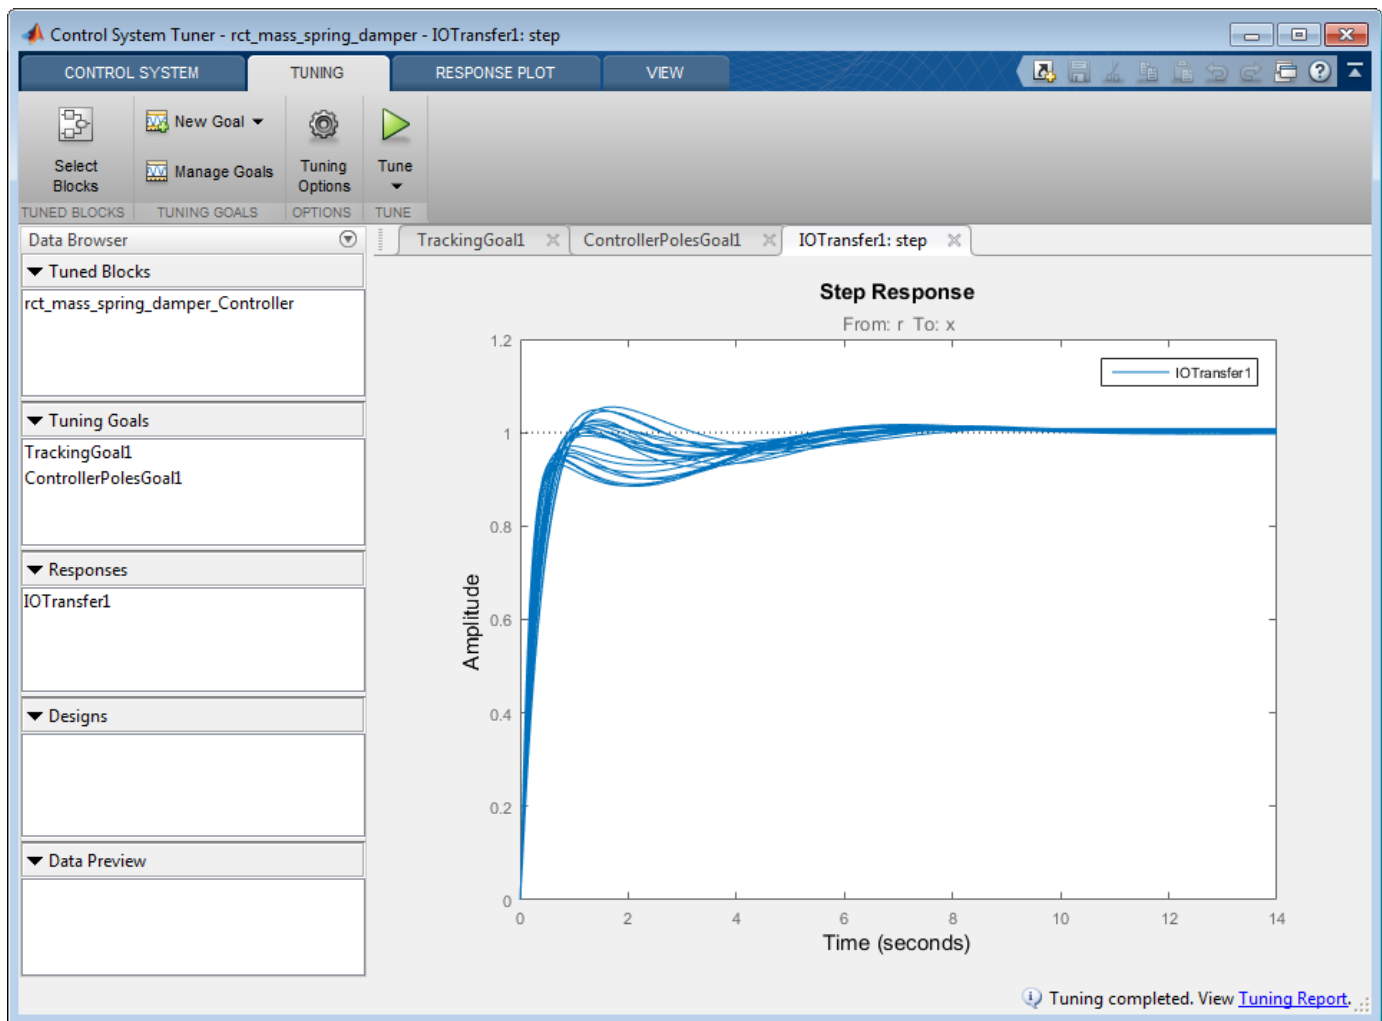 Control System Tuner - rct_mass_spring_damper - IOTransfer1: step
CONTROL SYSTEM
TUNING
RESPONSE PLOT
VIEW
Select
Blocks
New Goal
Manage Goals
Tuning
Options
Tune
TUNED BLOCKS
TUNING GOALS
OPTIONS
TUNE
Data Browser
TrackingGoal1
ControllerPolesGoal1
IOTransfer1: step
Tuned Blocks
rct_mass_spring_damper_Controller
Tuning Goals
TrackingGoal1
ControllerPolesGoal1
Responses
IOTransfer1
Designs
Data Preview
Step Response
From: r To: x
IOTransfer1
1.2
1
0.8
0.6
0.4
0.2
0
Amplitude
0
2
4
6
8
10
12
14
Time (seconds)
Tuning completed. View Tuning Report.